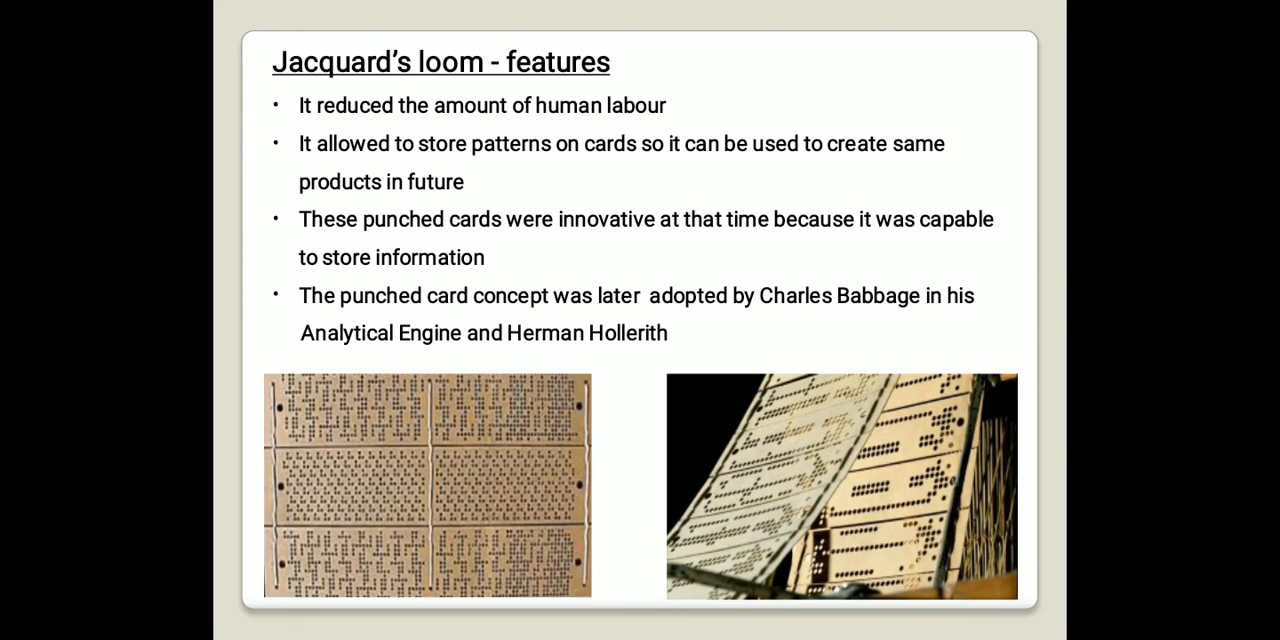 Jacquard’s loom - features
• It reduced the amount of human labour
• It allowed to store patterns on cards so it can be used to create same
products in future
• These punched cards were innovative at that time because it was capable
to store information
• The punched card concept was later  adopted by Charles Babbage in his
Analytical Engine and Herman Hollerith